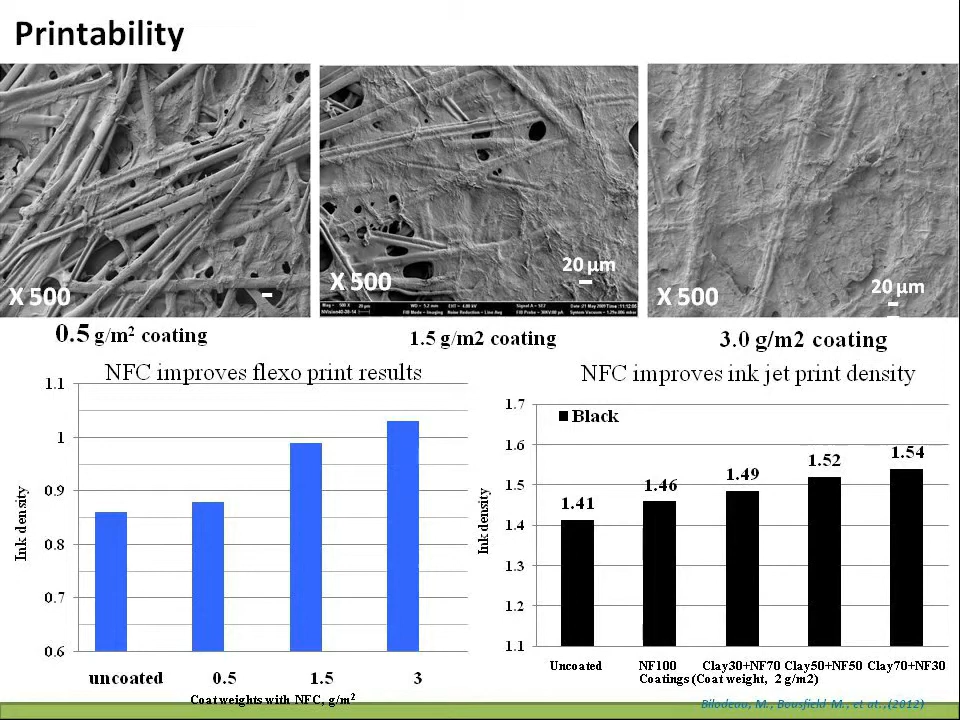 Printability
X 500
X 500
20 µm
X 500
20 µm
0.5 g/m² coating
1.5 g/m2 coating
3.0 g/m2 coating
NFC improves flexo print results
1.1
1
0.9
0.8
0.7
0.6
Ink density
uncoated 0.5 1.5 3
Coat weights with NFC, g/m²
NFC improves ink jet print density
Black
1.7
1.6
1.5
1.4
1.3
1.2
1.1
Ink density
1.41
1.46
1.49
1.52
1.54
Uncoated NF100 Clay30+NF70 Clay50+NF50 Clay70+NF30
Coatings (Coat weight, 2 g/m2)
Bilodeau, M., Bousfield M., et at.,(2012)